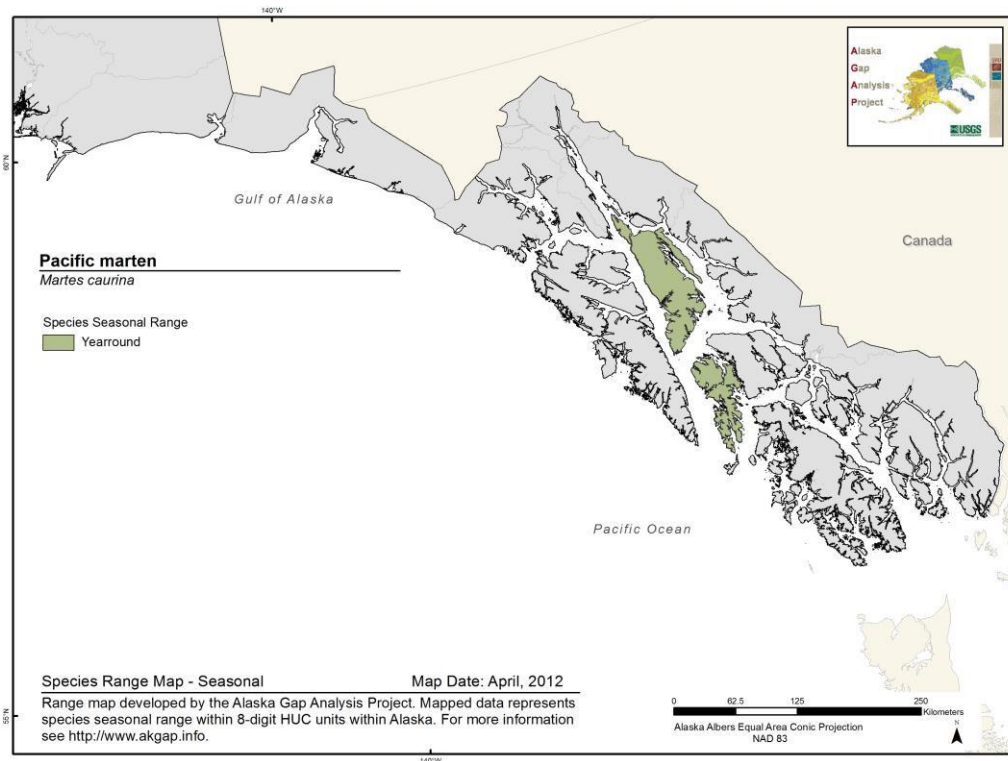 140°W
Alaska
Gap
Analysis
Project
USGS
60°N
Gulf of Alaska
Canada
Pacific marten
Martes caurina
Species Seasonal Range
Yearround
Pacific Ocean
Species Range Map - Seasonal Map Date: April, 2012
Range map developed by the Alaska Gap Analysis Project. Mapped data represents
species seasonal range within 8-digit HUC units within Alaska. For more information
see http://www.akgap.info.
0 62.5 125 250
Kilometers
Alaska Albers Equal Area Conic Projection
NAD 83
N
55°N
140°W